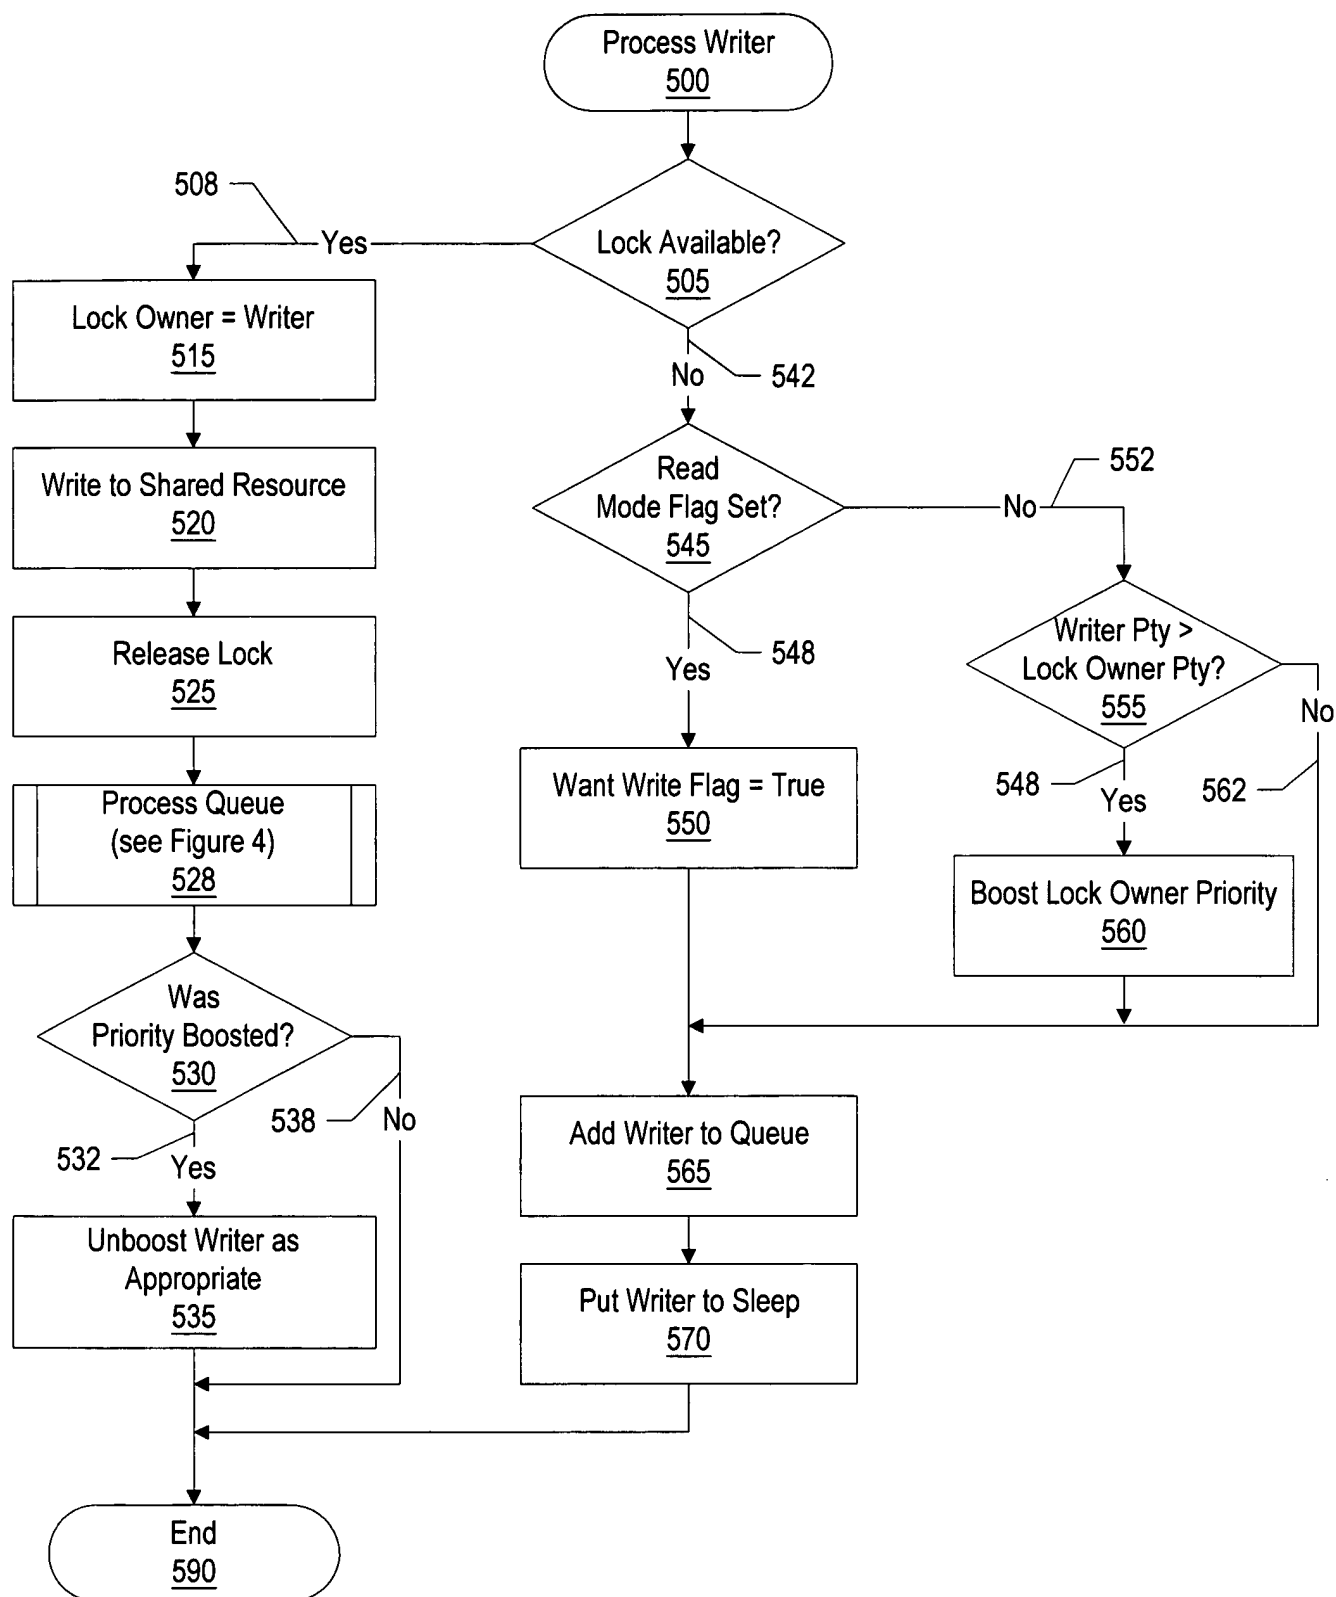 Process Writer
500
508
Yes
Lock Available?
505
Lock Owner = Writer
515
No
542
Write to Shared Resource
520
Read
Mode Flag Set?
545
No
552
Release Lock
525
Yes
548
Writer Pty >
Lock Owner Pty?
555
No
562
548
Yes
Process Queue
(see Figure 4)
528
Want Write Flag = True
550
Boost Lock Owner Priority
560
Was
Priority Boosted?
530
538
No
532
Yes
Add Writer to Queue
565
Unboost Writer as
Appropriate
535
Put Writer to Sleep
570
End
590